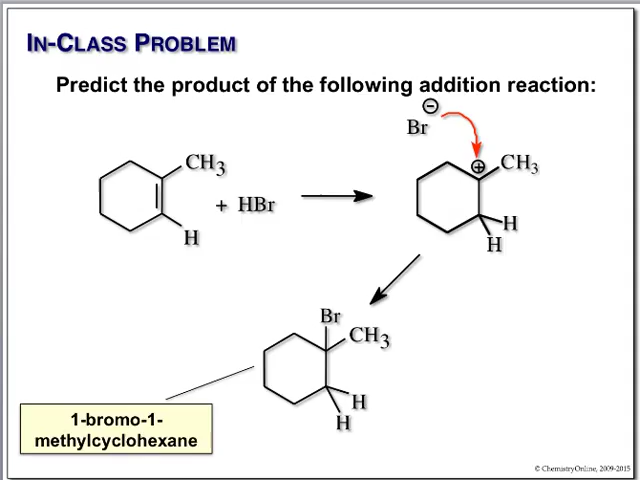 IN-CLASS PROBLEM
Predict the product of the following addition reaction:
Br ⊖
CH3
⊕ CH3
+ HBr
H
H
H
Br
CH3
H
H
1-bromo-1-
methylcyclohexane
© ChemistryOnline, 2009-2015